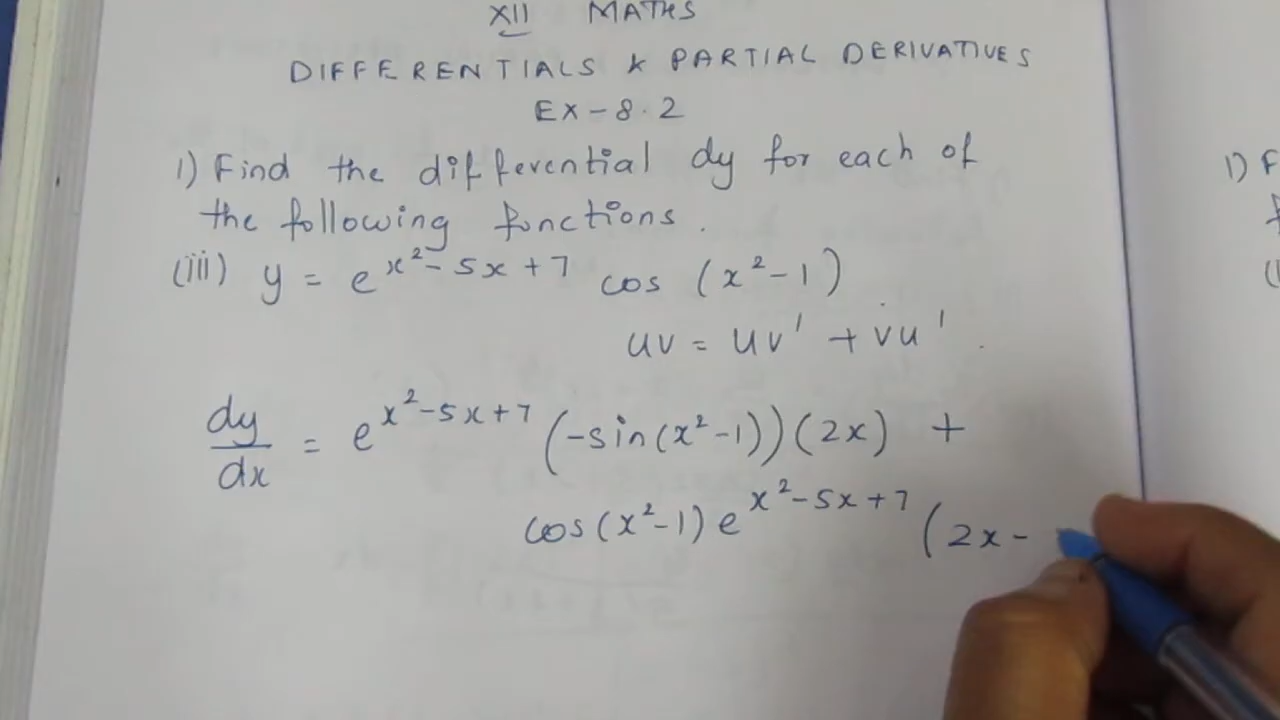 XII MATHS
DIFFERENTIALS & PARTIAL DERIVATIVES
EX-8.2
1) Find the differential dy for each of
the following functions.
(iii) y = e^{x²-5x+7} cos (x²-1)
uv = uv' + vu'
dy/dx = e^{x²-5x+7} (-sin(x²-1))(2x) +
cos(x²-1) e^{x²-5x+7} (2x-
1) F